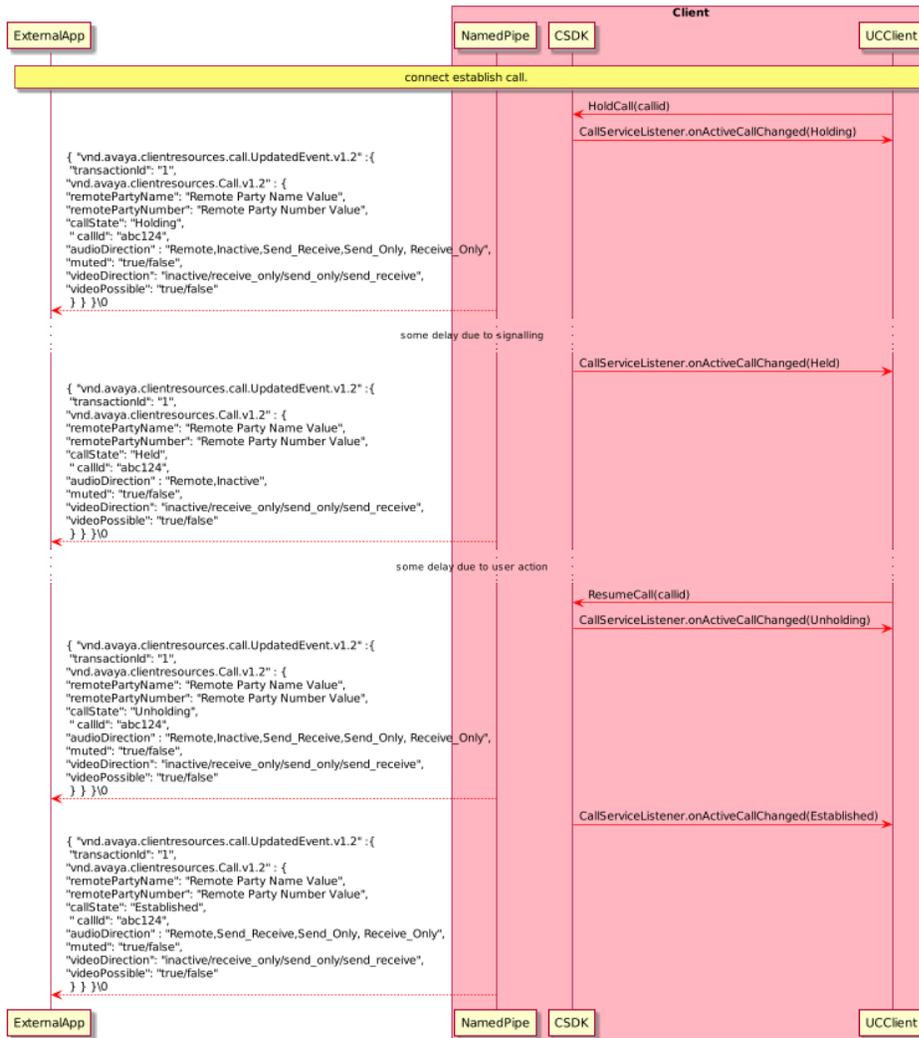 Client
ExternalApp
NamedPipe
CSDK
UCClient
connect establish call.
HoldCall(callid)
CallServiceListener.onActiveCallChanged(Holding)
{ "vnd.avaya.clientresources.call.UpdatedEvent.v1.2" :{
"transactionId": "1",
"vnd.avaya.clientresources.Call.v1.2" : {
"remotePartyName": "Remote Party Name Value",
"remotePartyNumber": "Remote Party Number Value",
"callState": "Holding",
" callId": "abc124",
"audioDirection" : "Remote,Inactive,Send_Receive,Send_Only, Receive_Only",
"muted": "true/false",
"videoDirection": "inactive/receive_only/send_only/send_receive",
"videoPossible": "true/false"
} } }\0
some delay due to signalling
CallServiceListener.onActiveCallChanged(Held)
{ "vnd.avaya.clientresources.call.UpdatedEvent.v1.2" :{
"transactionId": "1",
"vnd.avaya.clientresources.Call.v1.2" : {
"remotePartyName": "Remote Party Name Value",
"remotePartyNumber": "Remote Party Number Value",
"callState": "Held",
" callId": "abc124",
"audioDirection" : "Remote,Inactive",
"muted": "true/false",
"videoDirection": "inactive/receive_only/send_only/send_receive",
"videoPossible": "true/false"
} } }\0
some delay due to user action
ResumeCall(callid)
CallServiceListener.onActiveCallChanged(Unholding)
{ "vnd.avaya.clientresources.call.UpdatedEvent.v1.2" :{
"transactionId": "1",
"vnd.avaya.clientresources.Call.v1.2" : {
"remotePartyName": "Remote Party Name Value",
"remotePartyNumber": "Remote Party Number Value",
"callState": "Unholding",
" callId": "abc124",
"audioDirection" : "Remote,Inactive,Send_Receive,Send_Only, Receive_Only",
"muted": "true/false",
"videoDirection": "inactive/receive_only/send_only/send_receive",
"videoPossible": "true/false"
} } }\0
CallServiceListener.onActiveCallChanged(Established)
{ "vnd.avaya.clientresources.call.UpdatedEvent.v1.2" :{
"transactionId": "1",
"vnd.avaya.clientresources.Call.v1.2" : {
"remotePartyName": "Remote Party Name Value",
"remotePartyNumber": "Remote Party Number Value",
"callState": "Established",
" callId": "abc124",
"audioDirection" : "Remote,Send_Receive,Send_Only, Receive_Only",
"muted": "true/false",
"videoDirection": "inactive/receive_only/send_only/send_receive",
"videoPossible": "true/false"
} } }\0
ExternalApp
NamedPipe
CSDK
UCClient